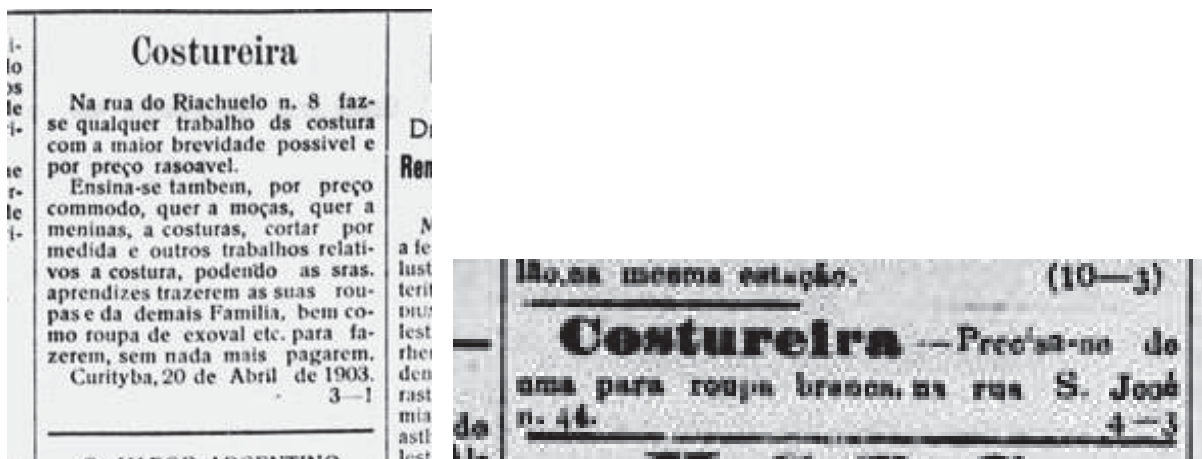 Costureira
Na rua do Riachuelo n. 8 faz-
se qualquer trabalho ds costura
com a maior brevidade possivel e
por preço rasoavel.
Ensina-se tambem, por preço
commodo, quer a moças, quer a
meninas, a costuras, cortar por
medida e outros trabalhos relati-
vos a costura, podendo as sras.
aprendizes trazerem as suas rou-
pas e da demais Familia, bem co-
mo roupa de exoval etc. para fa-
zerem, sem nada mais pagarem.
Curityba, 20 de Abril de 1903.
3—1
lão, na mesma estação. (10—3)
Costureira — Precisa-se de
uma para roupa branca, na rua S. José
n. 44. 4—3